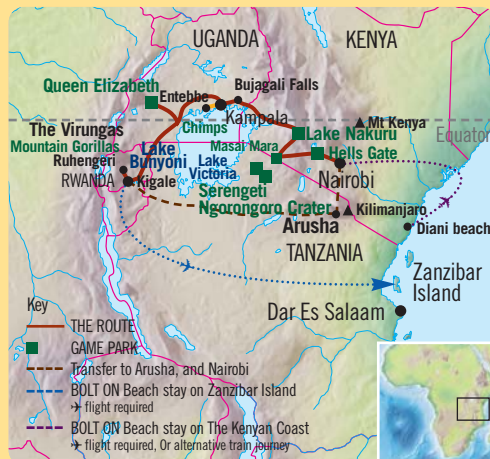 UGANDA
KENYA
Queen Elizabeth
Entebbe
Bujagali Falls
Kampala
Mt Kenya
Chimps
The Virungas
Mountain Gorillas
Lake Nakuru
Equator
Masai Mara
Hells Gate
Ruhengeri
Lake
Bunyoni
Lake
Victoria
Nairobi
RWANDA
Kigale
Serengeti
Ngorongoro Crater
Kilimanjaro
Arusha
Diani beach
TANZANIA
Zanzibar
Island
Dar Es Salaam
Key
THE ROUTE
GAME PARK
Transfer to Arusha, and Nairobi
BOLT ON Beach stay on Zanzibar Island
flight required
BOLT ON Beach stay on The Kenyan Coast
flight required, Or alternative train journey